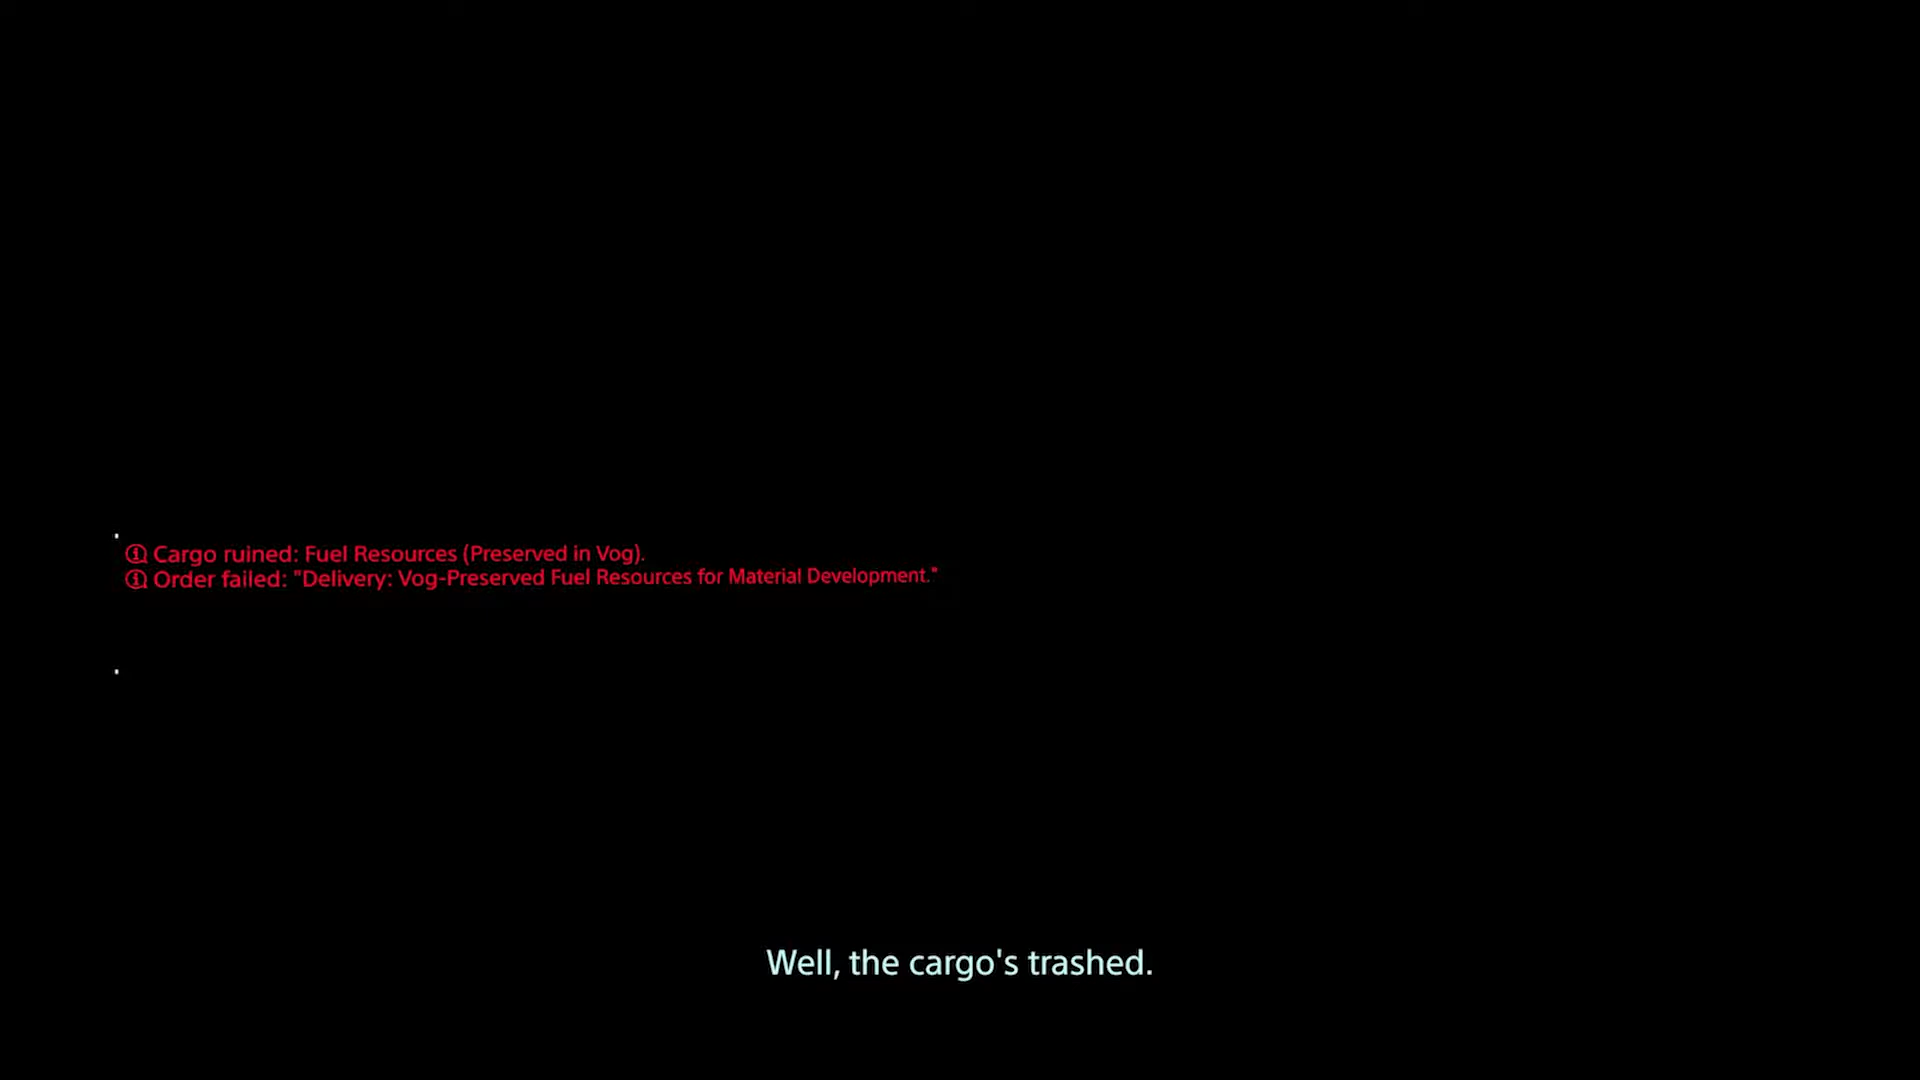 Cargo ruined: Fuel Resources (Preserved in Vog).
Order failed: "Delivery: Vog-Preserved Fuel Resources for Material Development."
Well, the cargo's trashed.